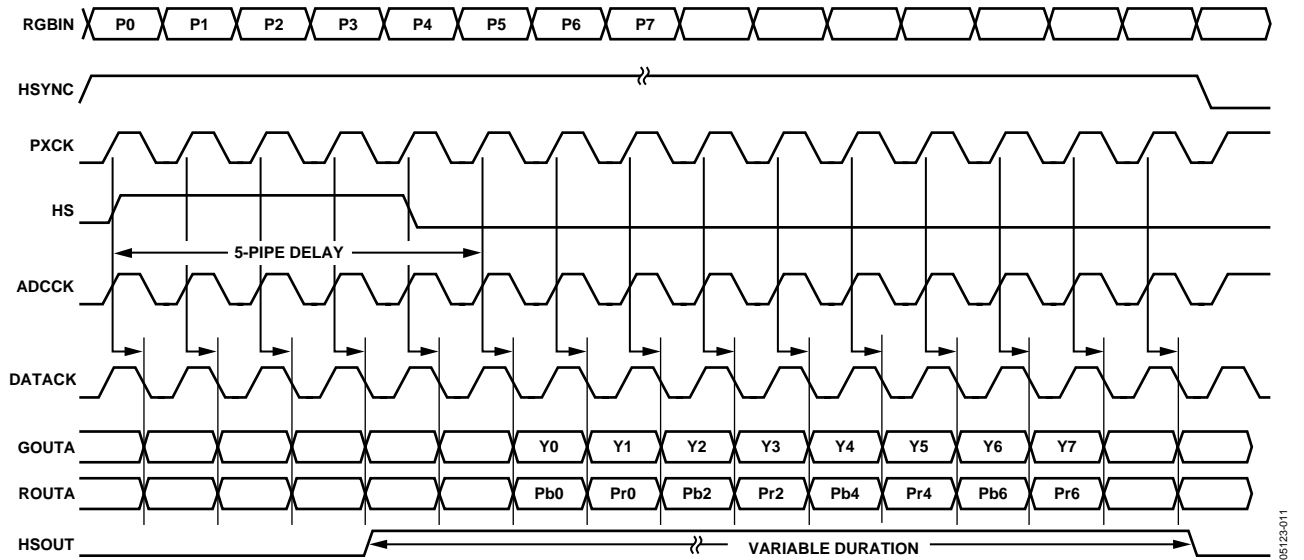 RGBIN P0 P1 P2 P3 P4 P5 P6 P7
HSYNC
PXCK
HS
5-PIPE DELAY
ADCCK
DATACK
GOUTA Y0 Y1 Y2 Y3 Y4 Y5 Y6 Y7
ROUTA Pb0 Pr0 Pb2 Pr2 Pb4 Pr4 Pb6 Pr6
HSOUT VARIABLE DURATION
05123-011